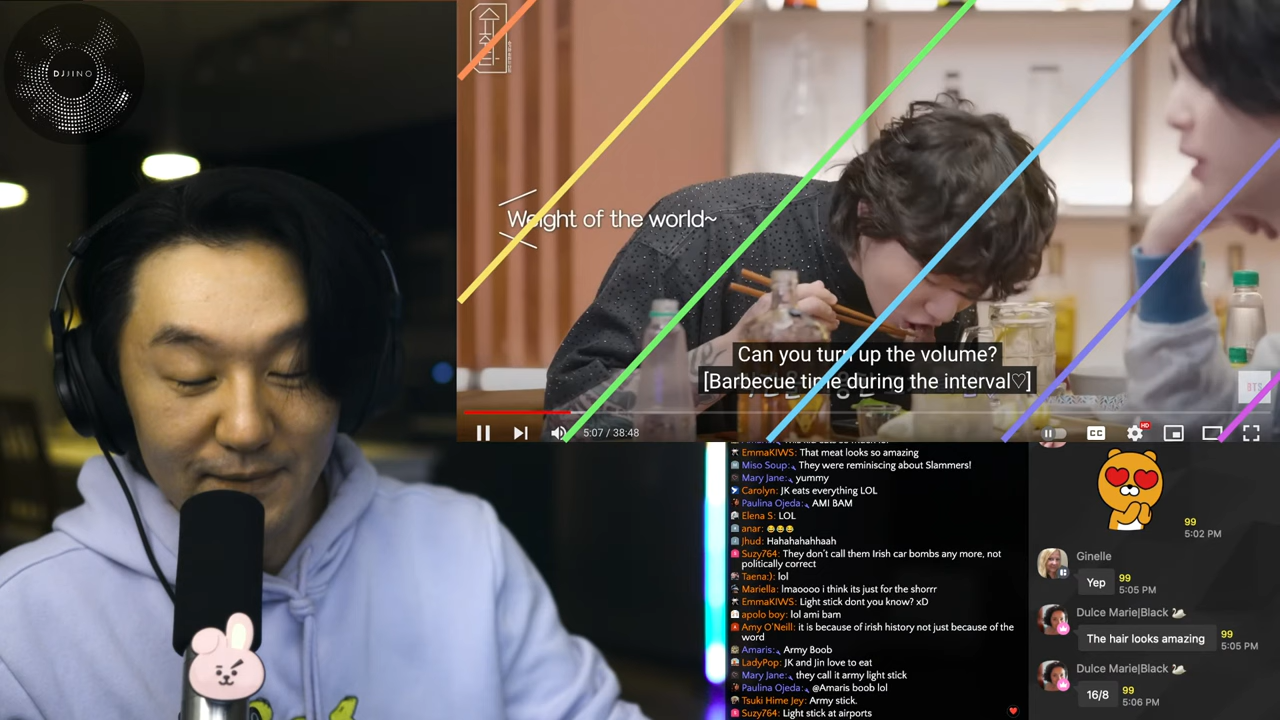 DJJINO
슈취타
Weight of the world~
Can you turn up the volume?
[Barbecue time during the interval♡]
BTS
5:07 / 38:48
CC
HD
EmmaKIWS: That meat looks so amazing
Miso Soup: They were reminiscing about Slammers!
Mary Jane: yummy
Carolyn: JK eats everything LOL
Paulina Ojeda: AMI BAM
Elena S: LOL
anar: 😂😂😂
Jhud: Hahahahahhaah
Suzy764: They don't call them Irish car bombs any more, not
politically correct
Taena:): lol
Mariella: lmaoooo i think its just for the shorrr
EmmaKIWS: Light stick dont you know? xD
apolo boy: lol ami bam
Amy O'Neill: it is because of irish history not just because of the
word
Amaris: Army Boob
LadyPop: JK and Jin love to eat
Mary Jane: they call it army light stick
Paulina Ojeda: @Amaris boob lol
Tsuki Hime Jey: Army stick.
Suzy764: Light stick at airports
99
5:02 PM
Ginelle
Yep
99
5:05 PM
Dulce Marie|Black 🦢
The hair looks amazing
99
5:05 PM
Dulce Marie|Black 🦢
16/8
99
5:06 PM